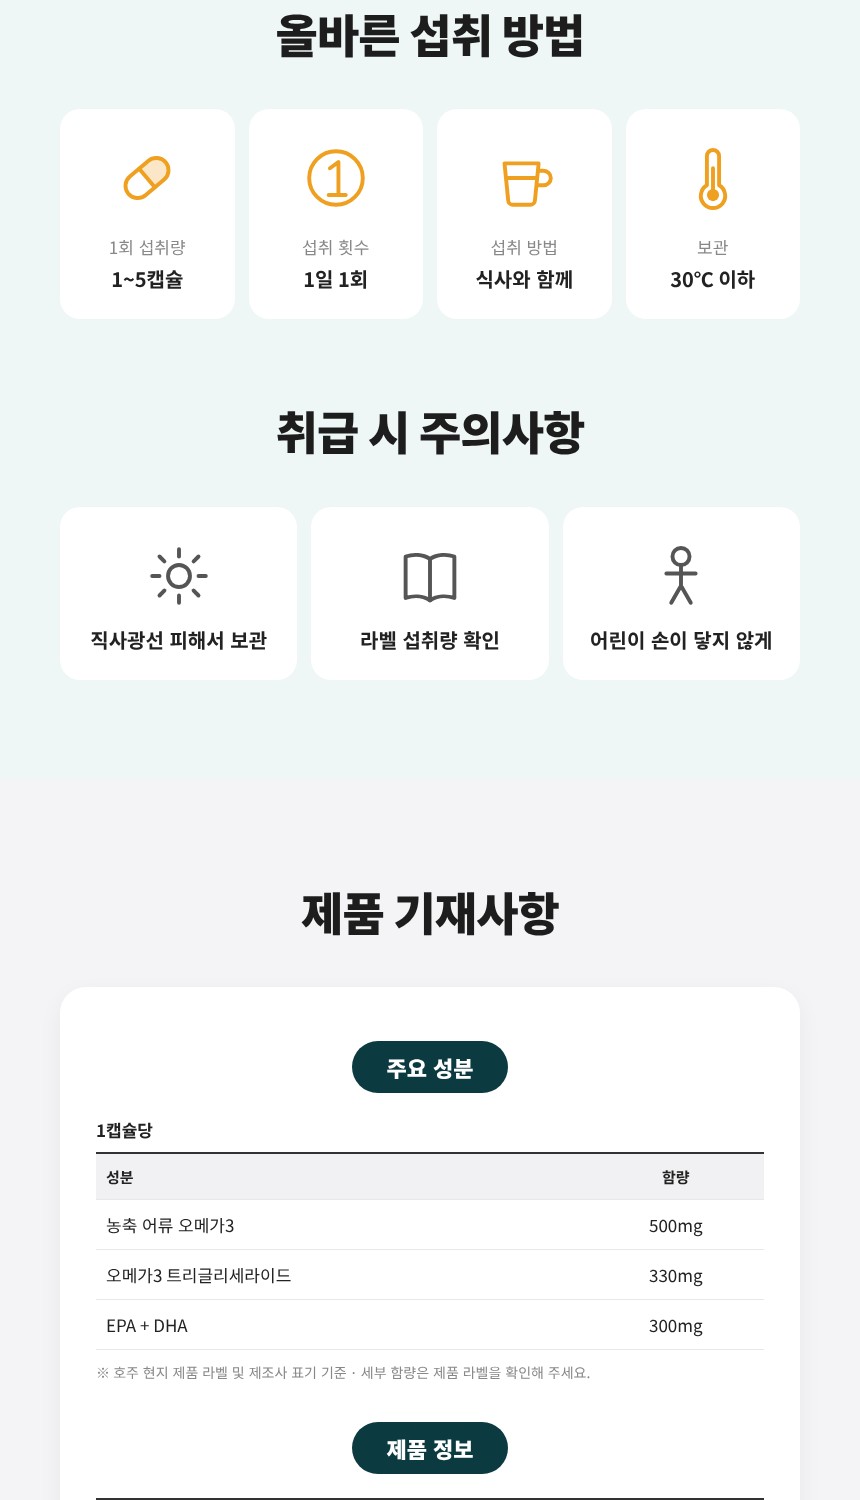 올바른 섭취 방법
1
1회 섭취량
1~5캡슐
섭취 횟수
1일 1회
섭취 방법
식사와 함께
보관
30℃ 이하
취급 시 주의사항
직사광선 피해서 보관
라벨 섭취량 확인
어린이 손이 닿지 않게
제품 기재사항
주요 성분
1캡슐당
성분 함량
농축 어류 오메가3 500mg
오메가3 트리글리세라이드 330mg
EPA + DHA 300mg
※ 호주 현지 제품 라벨 및 제조사 표기 기준 · 세부 함량은 제품 라벨을 확인해 주세요.
제품 정보